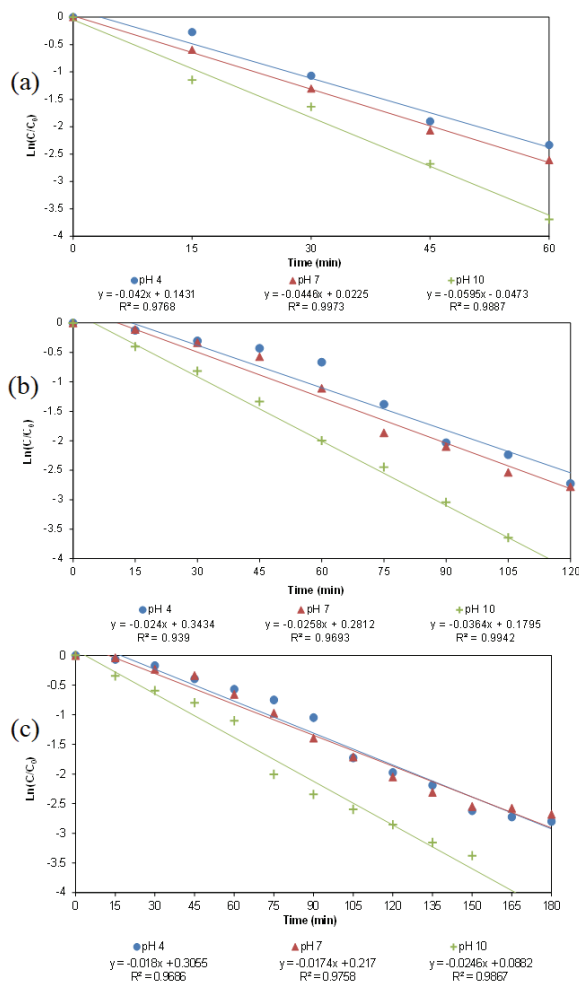 (a)
Ln(C/C₀)
0
-0.5
-1
-1.5
-2
-2.5
-3
-3.5
-4
0 15 30 45 60
Time (min)
pH 4 pH 7 pH 10
y = -0.042x + 0.1431 y = -0.0446x + 0.0225 y = -0.0595x - 0.0473
R² = 0.9768 R² = 0.9973 R² = 0.9887
(b)
Ln(C/C₀)
0
-0.5
-1
-1.5
-2
-2.5
-3
-3.5
-4
0 15 30 45 60 75 90 105 120
Time (min)
pH 4 pH 7 pH 10
y = -0.024x + 0.3434 y = -0.0258x + 0.2812 y = -0.0364x + 0.1795
R² = 0.939 R² = 0.9693 R² = 0.9942
(c)
Ln(C/C₀)
0
-0.5
-1
-1.5
-2
-2.5
-3
-3.5
-4
0 15 30 45 60 75 90 105 120 135 150 165 180
Time (min)
pH 4 pH 7 pH 10
y = -0.018x + 0.3055 y = -0.0174x + 0.217 y = -0.0246x + 0.0882
R² = 0.9686 R² = 0.9758 R² = 0.9867